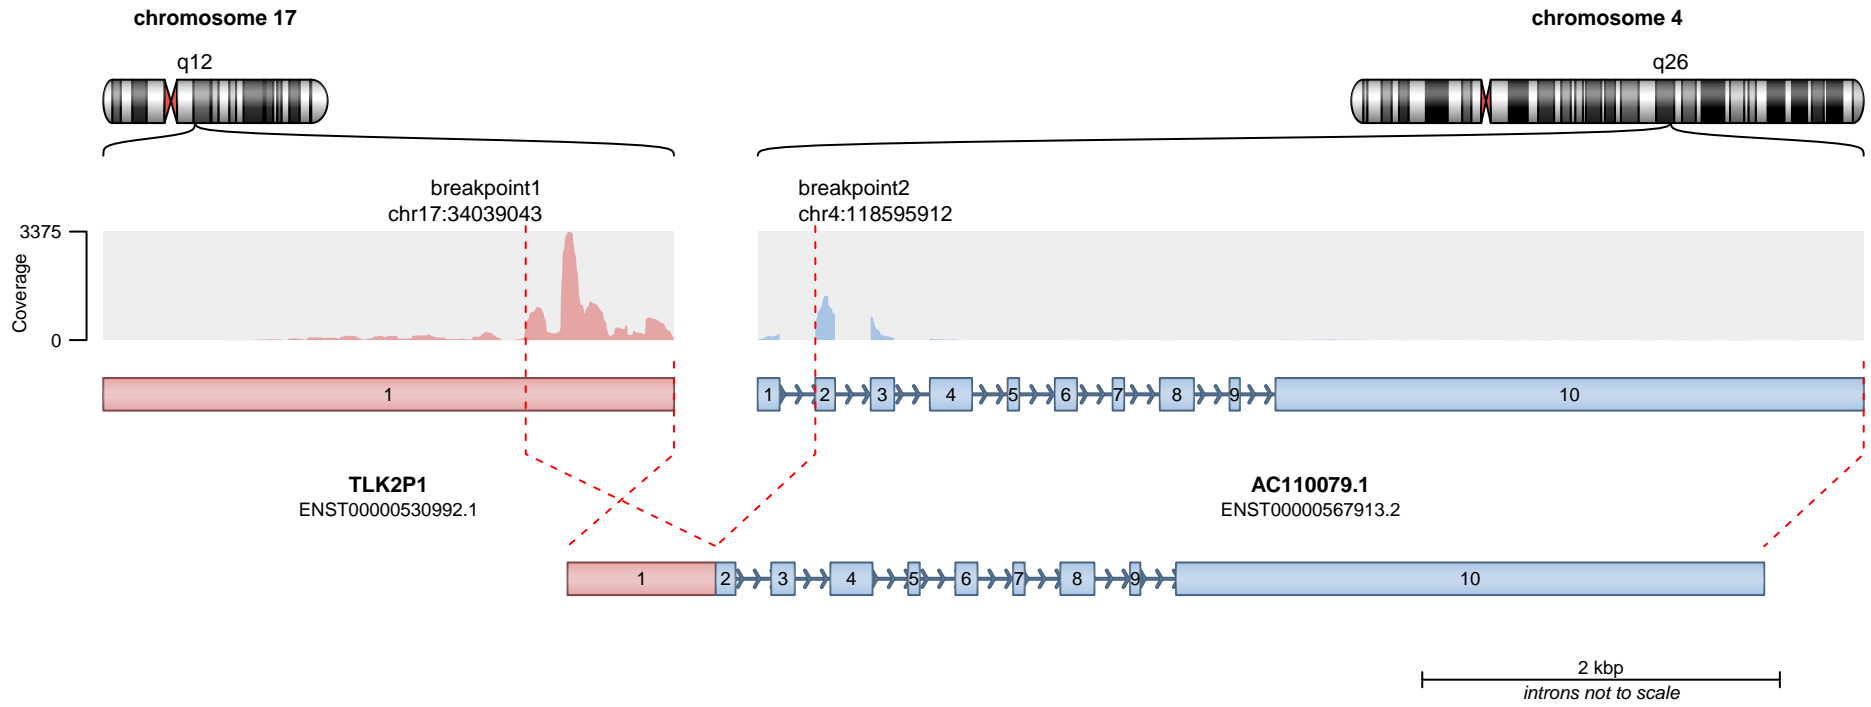 chromosome 17
chromosome 4
q12
q26
breakpoint1
chr17:34039043
breakpoint2
chr4:118595912
3375
Coverage
0
1
1 2 3 4 5 6 7 8 9 10
TLK2P1
ENST00000530992.1
AC110079.1
ENST00000567913.2
1 2 3 4 5 6 7 8 9 10
2 kbp
introns not to scale